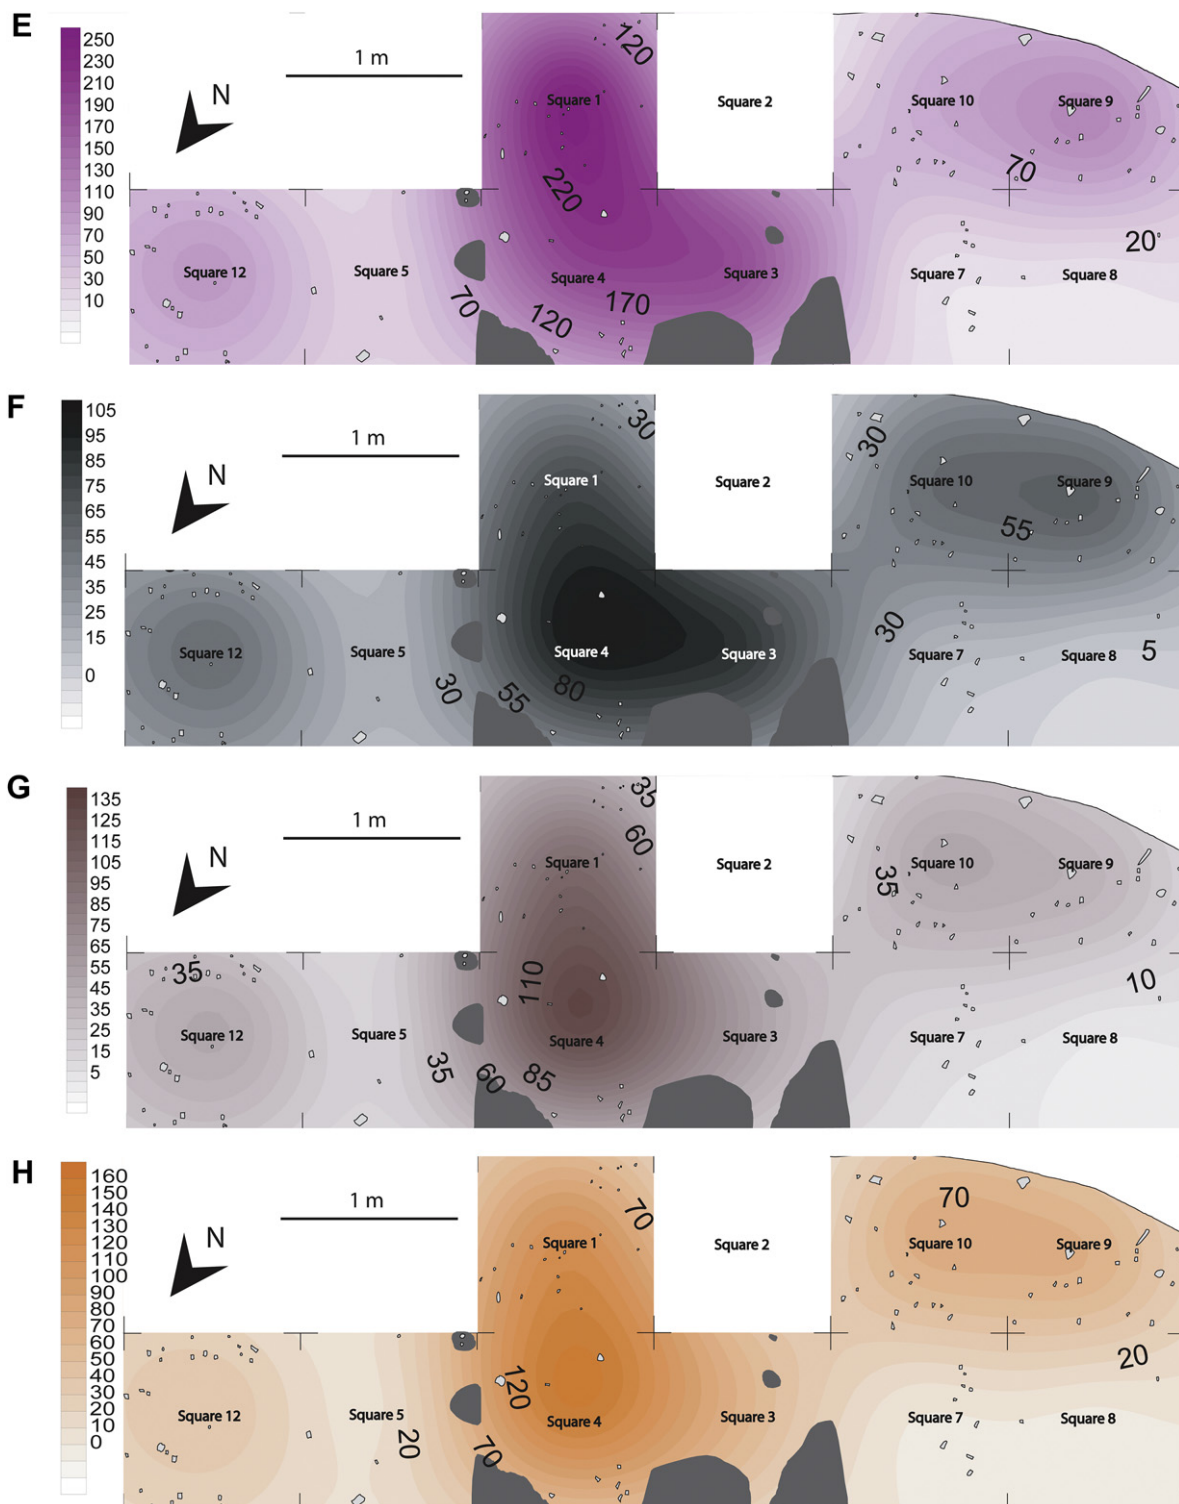 E
250
230
210
190
170
150
130
110
90
70
50
30
10
1 m
N
120
Square 1
Square 2
Square 10
Square 9
220
70
20
Square 12
Square 5
Square 4
Square 3
Square 7
Square 8
70
120
170
F
105
95
85
75
65
55
45
35
25
15
0
1 m
N
30
30
Square 1
Square 2
Square 10
Square 9
55
30
Square 12
Square 5
Square 4
Square 3
Square 7
Square 8
5
30
55
80
G
135
125
115
105
95
85
75
65
55
45
35
25
15
5
1 m
N
35
60
Square 1
Square 2
Square 10
Square 9
35
35
110
10
Square 12
Square 5
Square 4
Square 3
Square 7
Square 8
35
60
85
H
160
150
140
130
120
110
100
90
80
70
60
50
40
30
20
10
0
1 m
N
70
70
Square 1
Square 2
Square 10
Square 9
120
20
Square 12
Square 5
Square 4
Square 3
Square 7
Square 8
20
70